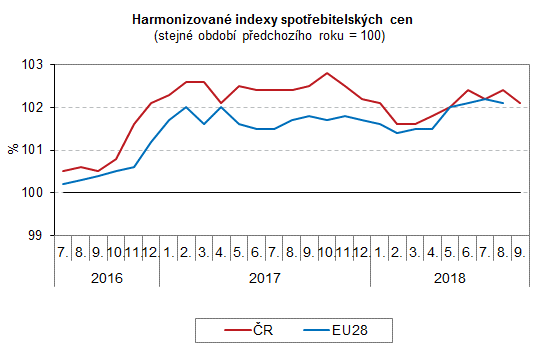 Harmonizované indexy spotřebitelských cen
(stejné období předchozího roku = 100)
103
102
101
100
99
%
7. 8. 9. 10. 11. 12. 1. 2. 3. 4. 5. 6. 7. 8. 9. 10. 11. 12. 1. 2. 3. 4. 5. 6. 7. 8. 9.
2016 2017 2018
ČR EU28